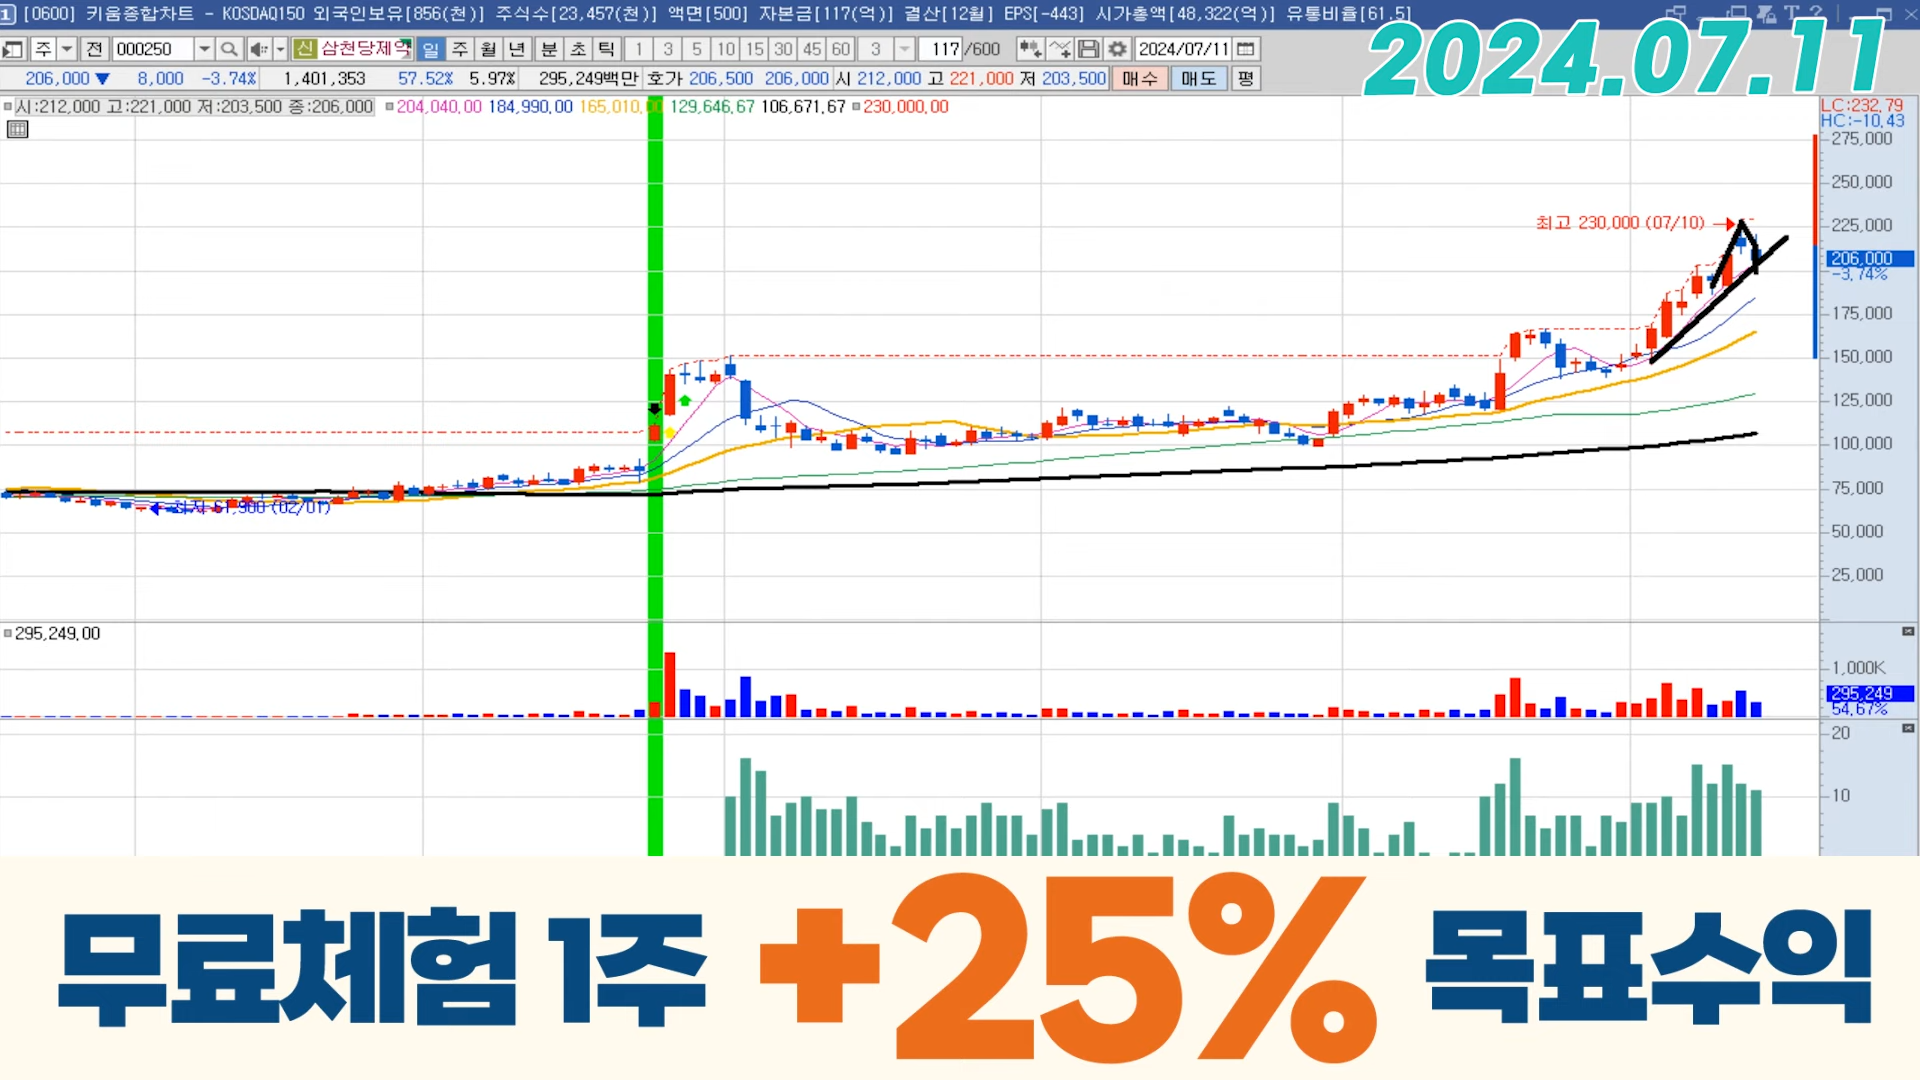 1 [0600] 키움종합차트 - KOSDAQ150 외국인보유[856(천)] 주식수[23,457(천)] 액면[500] 자본금[117(억)] 결산[12월] EPS[-443] 시가총액[48,322(억)] 유통비율[61.5]
2024.07.11
주 전 000250 신 삼천당제약 일 주 월 년 분 초 틱 1 3 5 10 15 30 45 60 3 117 /600 2024/07/11
206,000 ▼ 8,000 -3.74% 1,401,353 57.52% 5.97% 295,249백만 호가 206,500 206,000 시 212,000 고 221,000 저 203,500 매수 매도 평
시:212,000 고:221,000 저:203,500 종:206,000 204,040.00 184,990.00 165,010.00 129,646.67 106,671.67 230,000.00
LC:232.79
HC:-10.43
275,000
250,000
최고 230,000 (07/10)
225,000
206,000
-3.74%
175,000
150,000
125,000
100,000
75,000
최저 61,900 (02/01)
50,000
25,000
295,249.00
1,000K
295,249
54.67%
20
10
무료체험 1주 +25% 목표수익